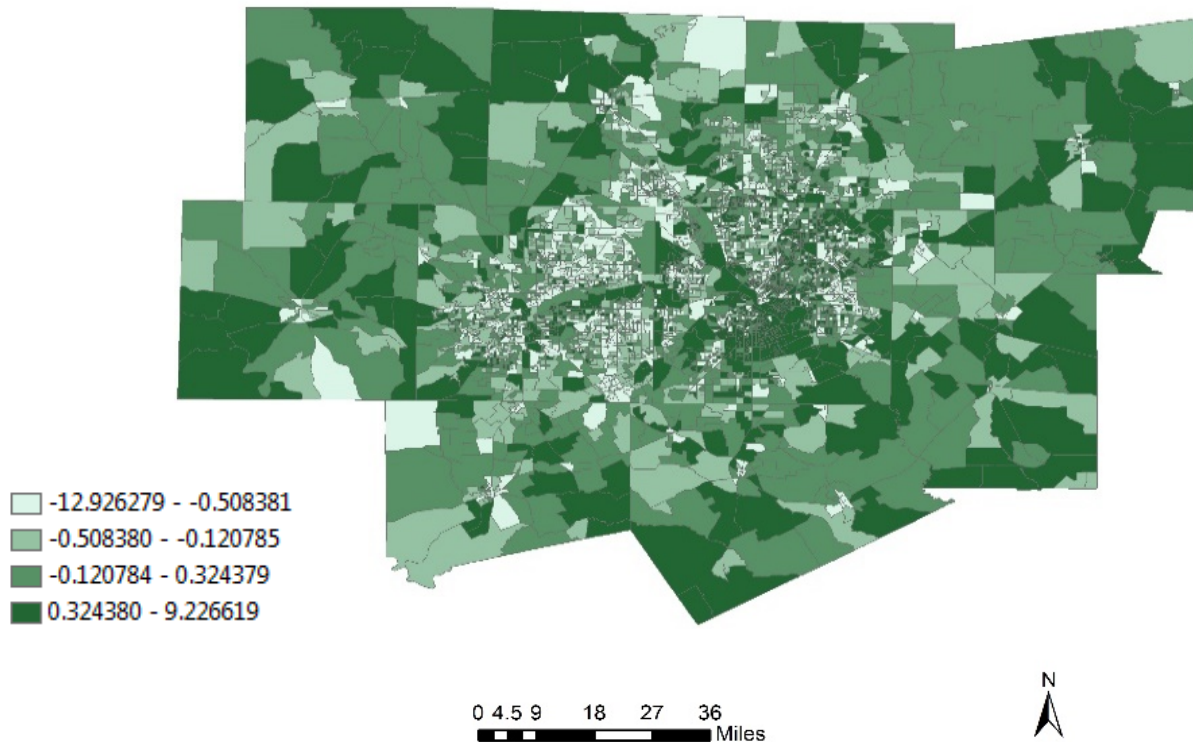 -12.926279 - -0.508381
-0.508380 - -0.120785
-0.120784 - 0.324379
0.324380 - 9.226619
N
0 4.5 9 18 27 36
Miles